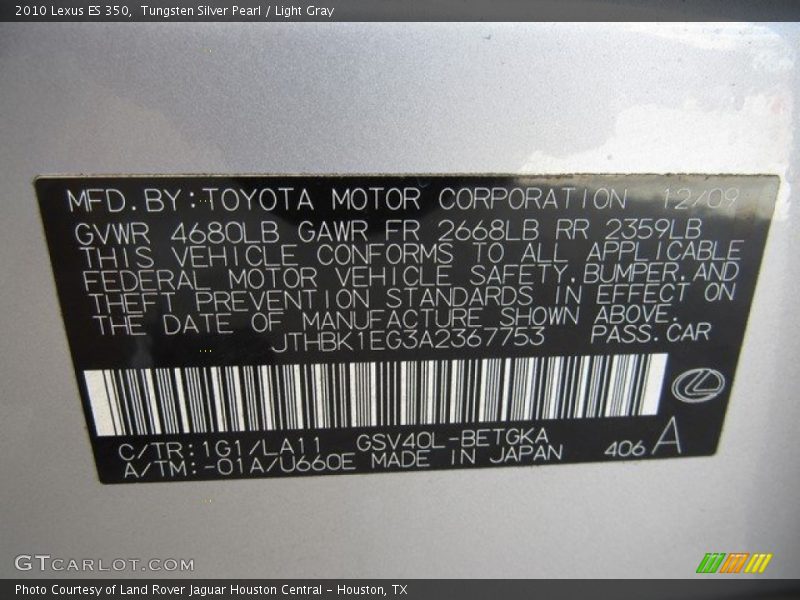 2010 Lexus ES 350,  Tungsten Silver Pearl / Light Gray
MFD.BY:TOYOTA MOTOR CORPORATION 12/09
GVWR 4680LB GAWR FR 2668LB RR 2359LB
THIS VEHICLE CONFORMS TO ALL APPLICABLE
FEDERAL MOTOR VEHICLE SAFETY,BUMPER,AND
THEFT PREVENTION STANDARDS IN EFFECT ON
THE DATE OF MANUFACTURE SHOWN ABOVE.
JTHBK1EG3A2367753 PASS.CAR
C/TR:1G1/LA11 GSV40L-BETGKA
A/TM:-01A/U660E MADE IN JAPAN 406 A
GTCARLOT.COM
Photo Courtesy of Land Rover Jaguar Houston Central - Houston, TX